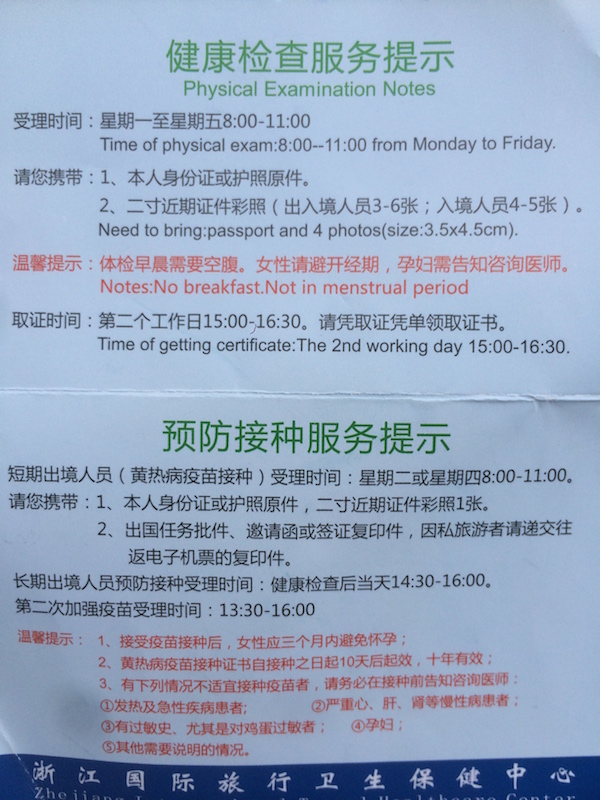 健康检查服务提示
Physical Examination Notes
受理时间：星期一至星期五8:00-11:00
Time of physical exam:8:00--11:00 from Monday to Friday.
请您携带：1、本人身份证或护照原件。
2、二寸近期证件彩照（出入境人员3-6张；入境人员4-5张）。
Need to bring:passport and 4 photos(size:3.5x4.5cm).
温馨提示：体检早晨需要空腹。女性请避开经期，孕妇需告知咨询医师。
Notes:No breakfast.Not in menstrual period
取证时间：第二个工作日15:00-16:30。请凭取证凭单领取证书。
Time of getting certificate:The 2nd working day 15:00-16:30.
预防接种服务提示
短期出境人员（黄热病疫苗接种）受理时间：星期二或星期四8:00-11:00。
请您携带：1、本人身份证或护照原件，二寸近期证件彩照1张。
2、出国任务批件、邀请函或签证复印件，因私旅游者请递交往
返电子机票的复印件。
长期出境人员预防接种受理时间：健康检查后当天14:30-16:00。
第二次加强疫苗受理时间：13:30-16:00
温馨提示：1、接受疫苗接种后，女性应三个月内避免怀孕；
2、黄热病疫苗接种证书自接种之日起10天后起效，十年有效；
3、有下列情况不适宜接种疫苗者，请务必在接种前告知咨询医师：
①发热及急性疾病患者； ②严重心、肝、肾等慢性病患者；
③有过敏史、尤其是对鸡蛋过敏者； ④孕妇；
⑤其他需要说明的情况。
浙江国际旅行卫生保健中心
Zhejiang International Travel Healthcare Center